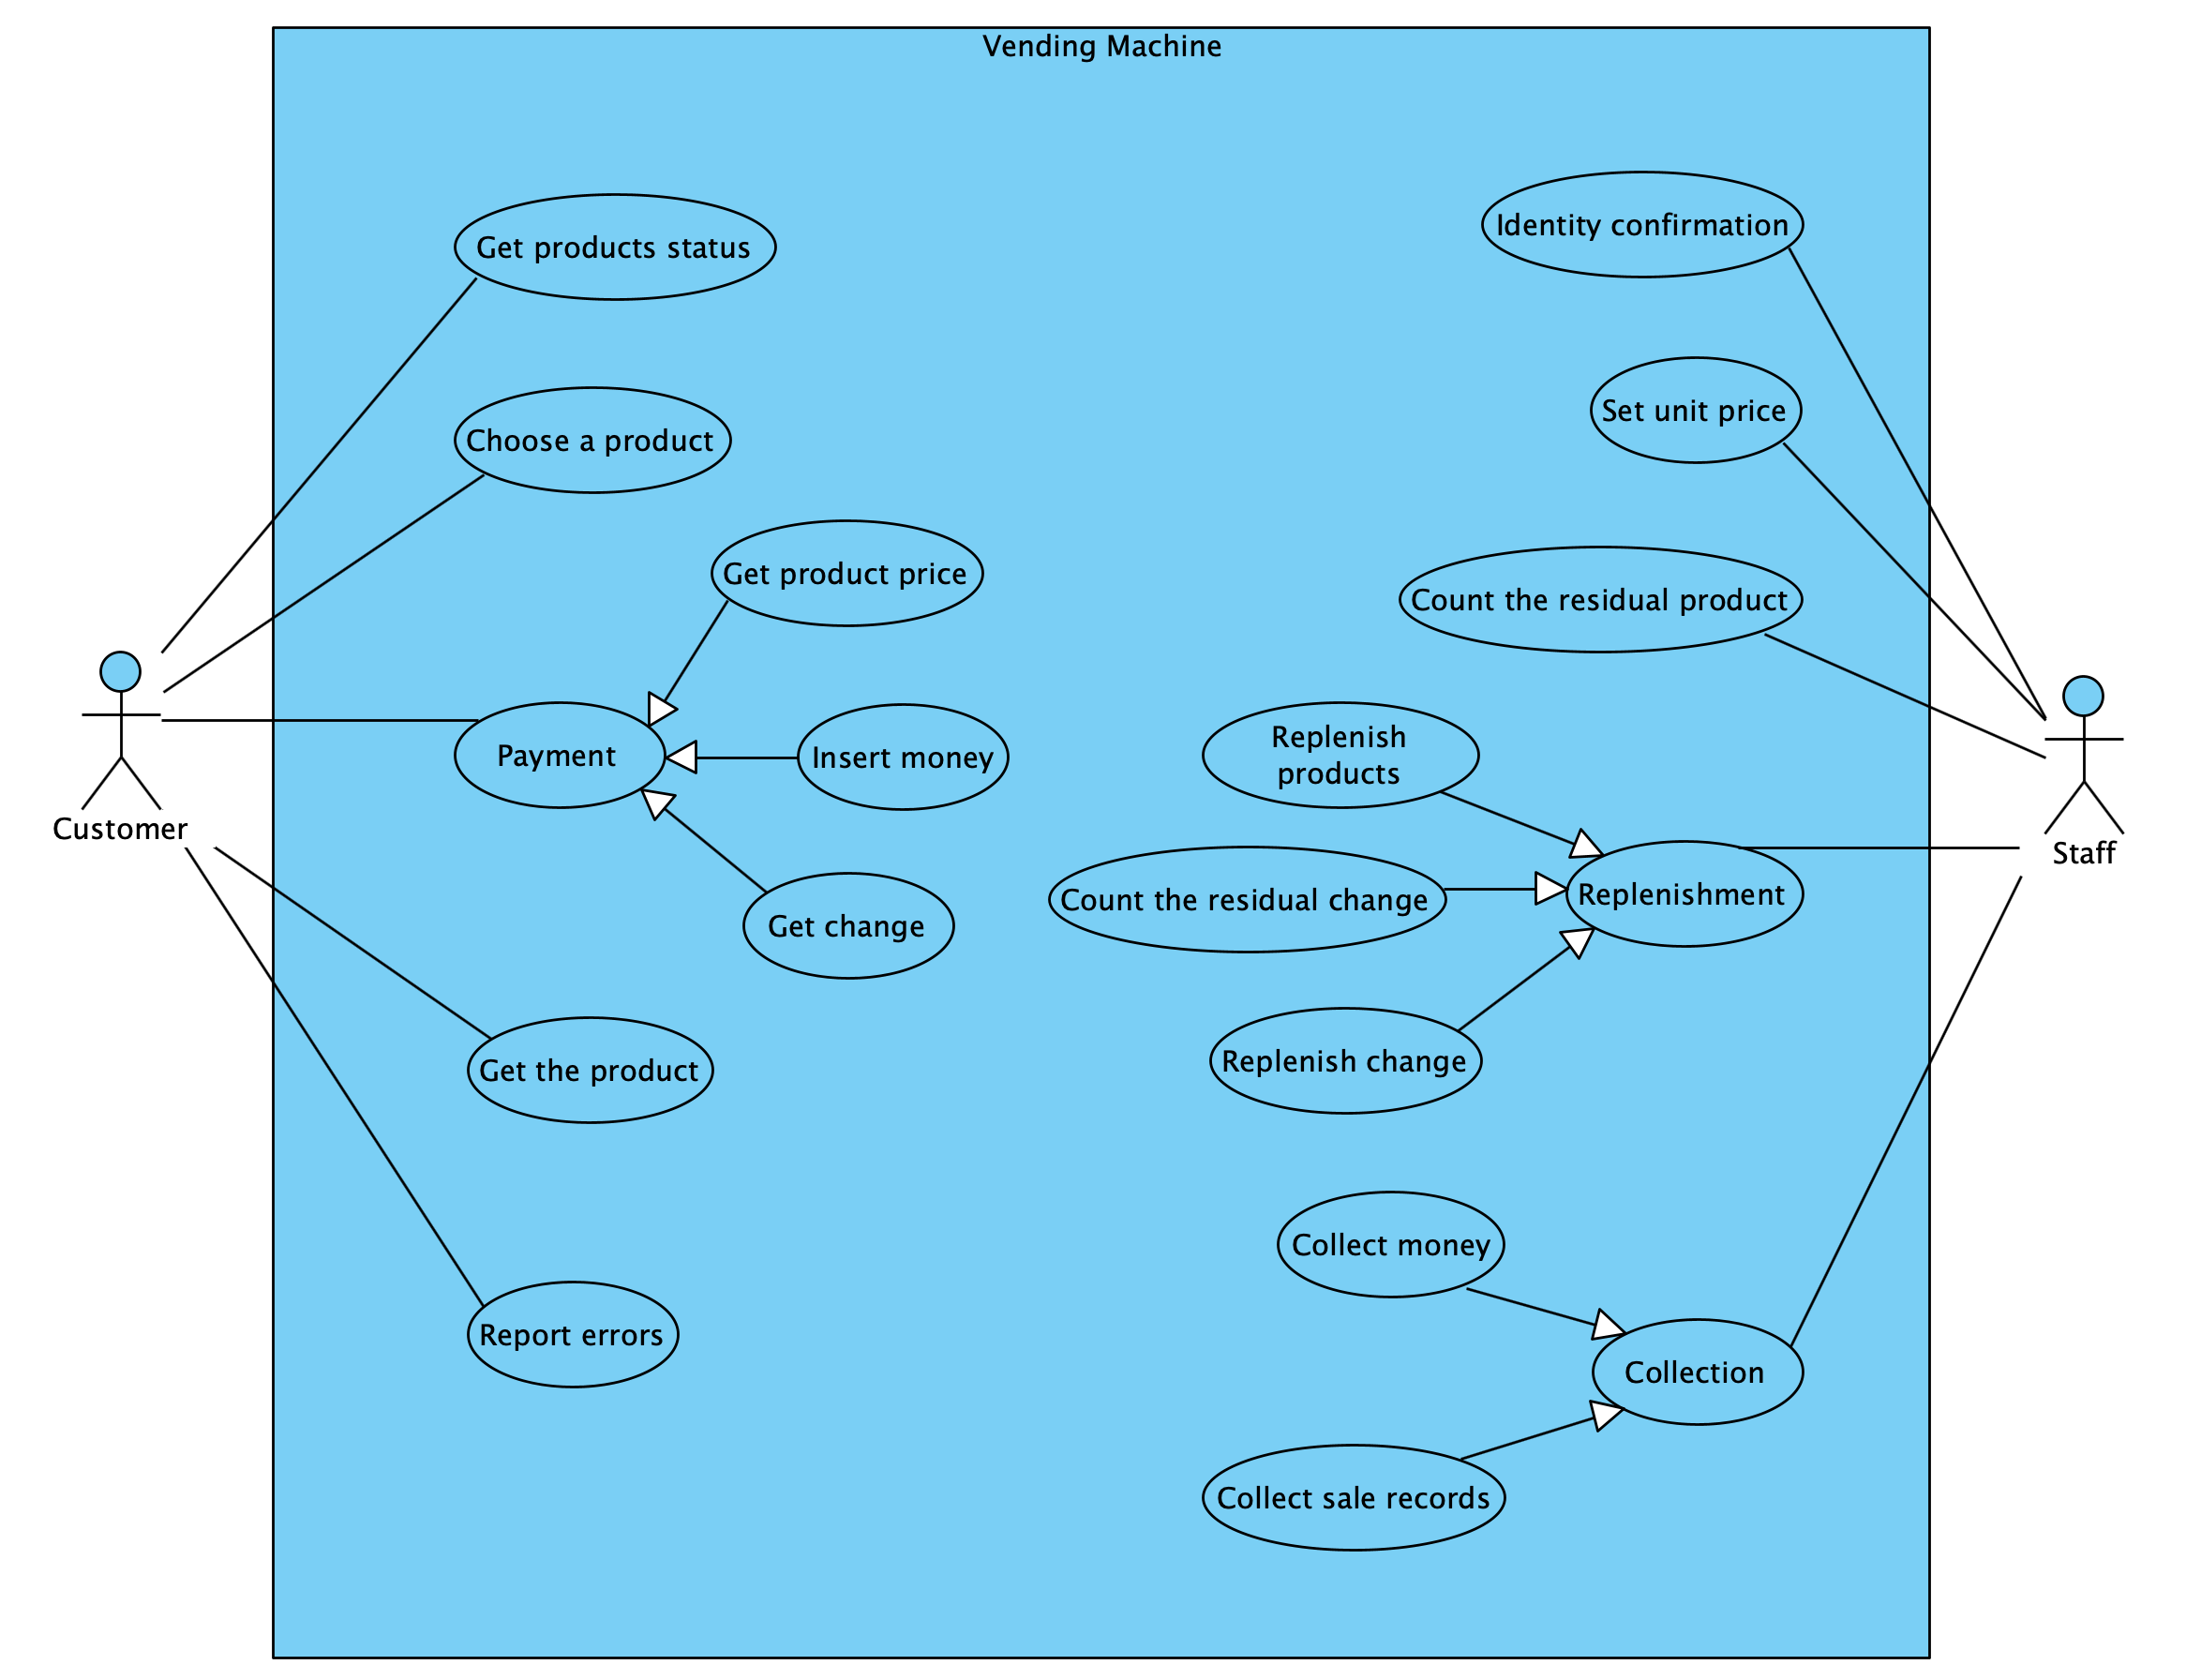 Vending Machine
Get products status
Identity confirmation
Choose a product
Set unit price
Get product price
Count the residual product
Payment
Insert money
Replenish
products
Customer
Staff
Get change
Count the residual change
Replenishment
Get the product
Replenish change
Collect money
Report errors
Collection
Collect sale records